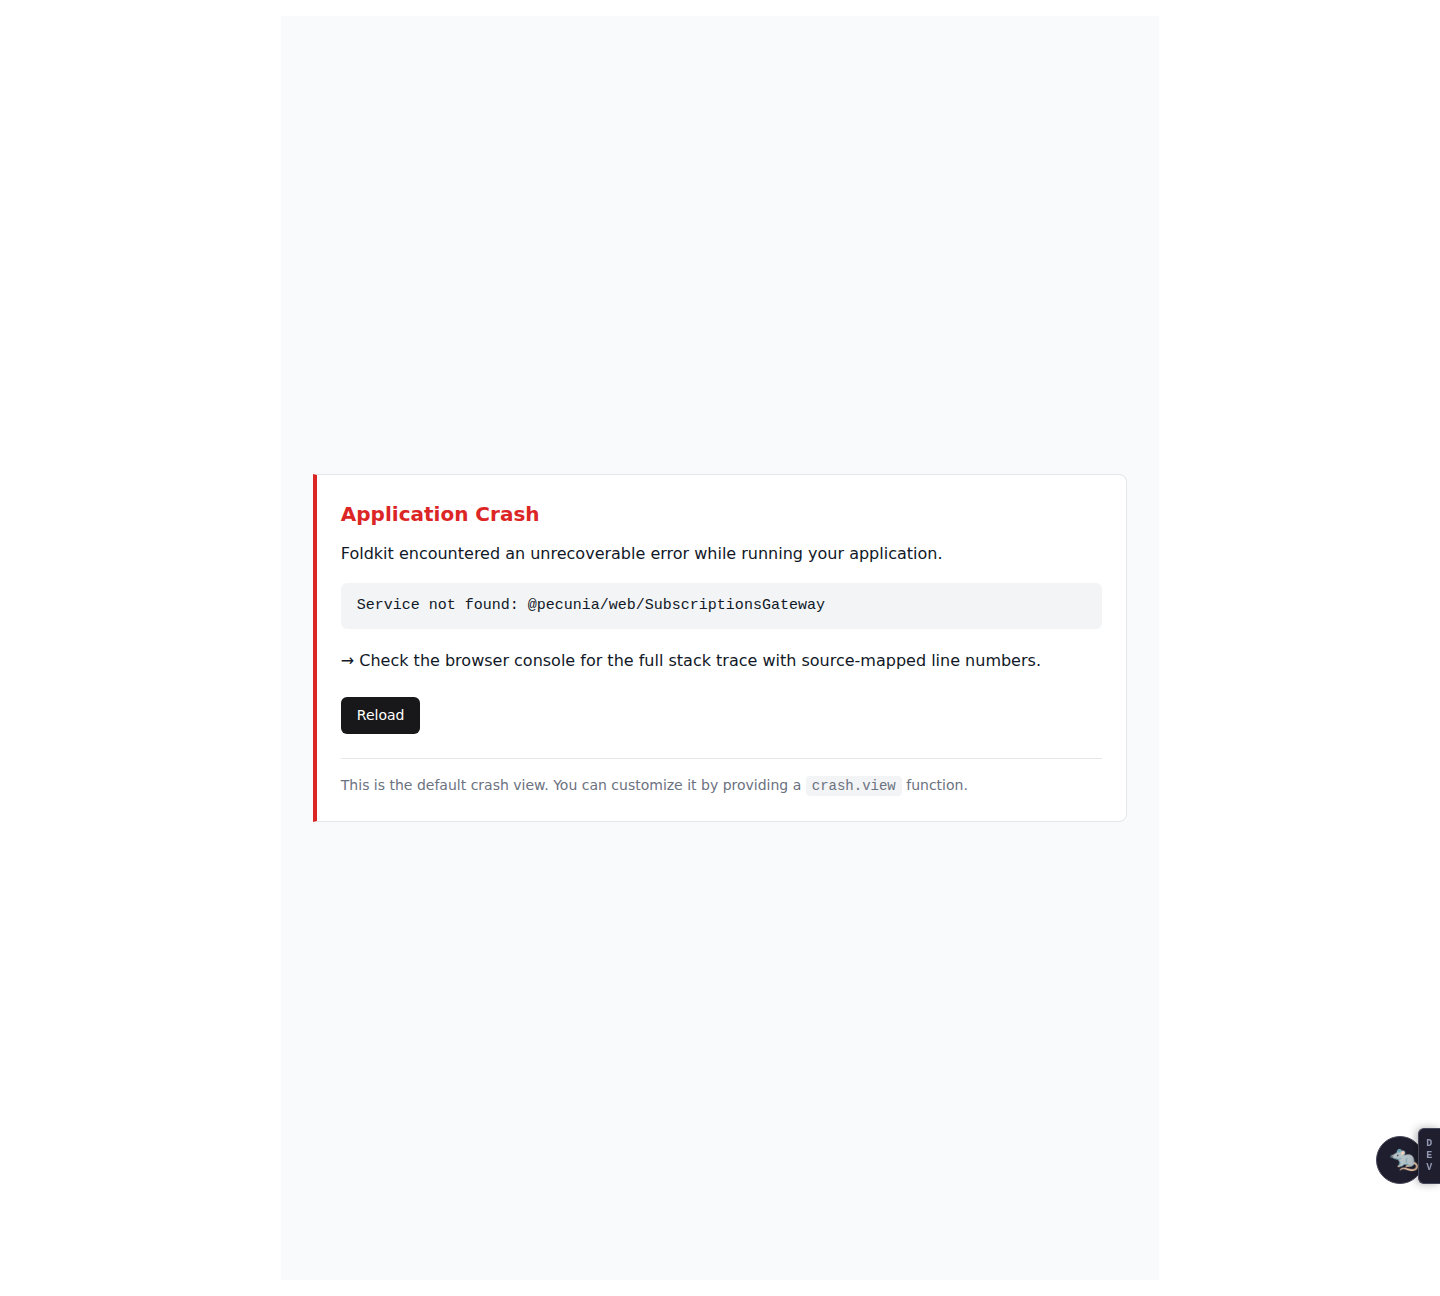 Application Crash
Foldkit encountered an unrecoverable error while running your application.
Service not found: @pecunia/web/SubscriptionsGateway
→ Check the browser console for the full stack trace with source-mapped line numbers.
Reload
This is the default crash view. You can customize it by providing a crash.view function.
DEV